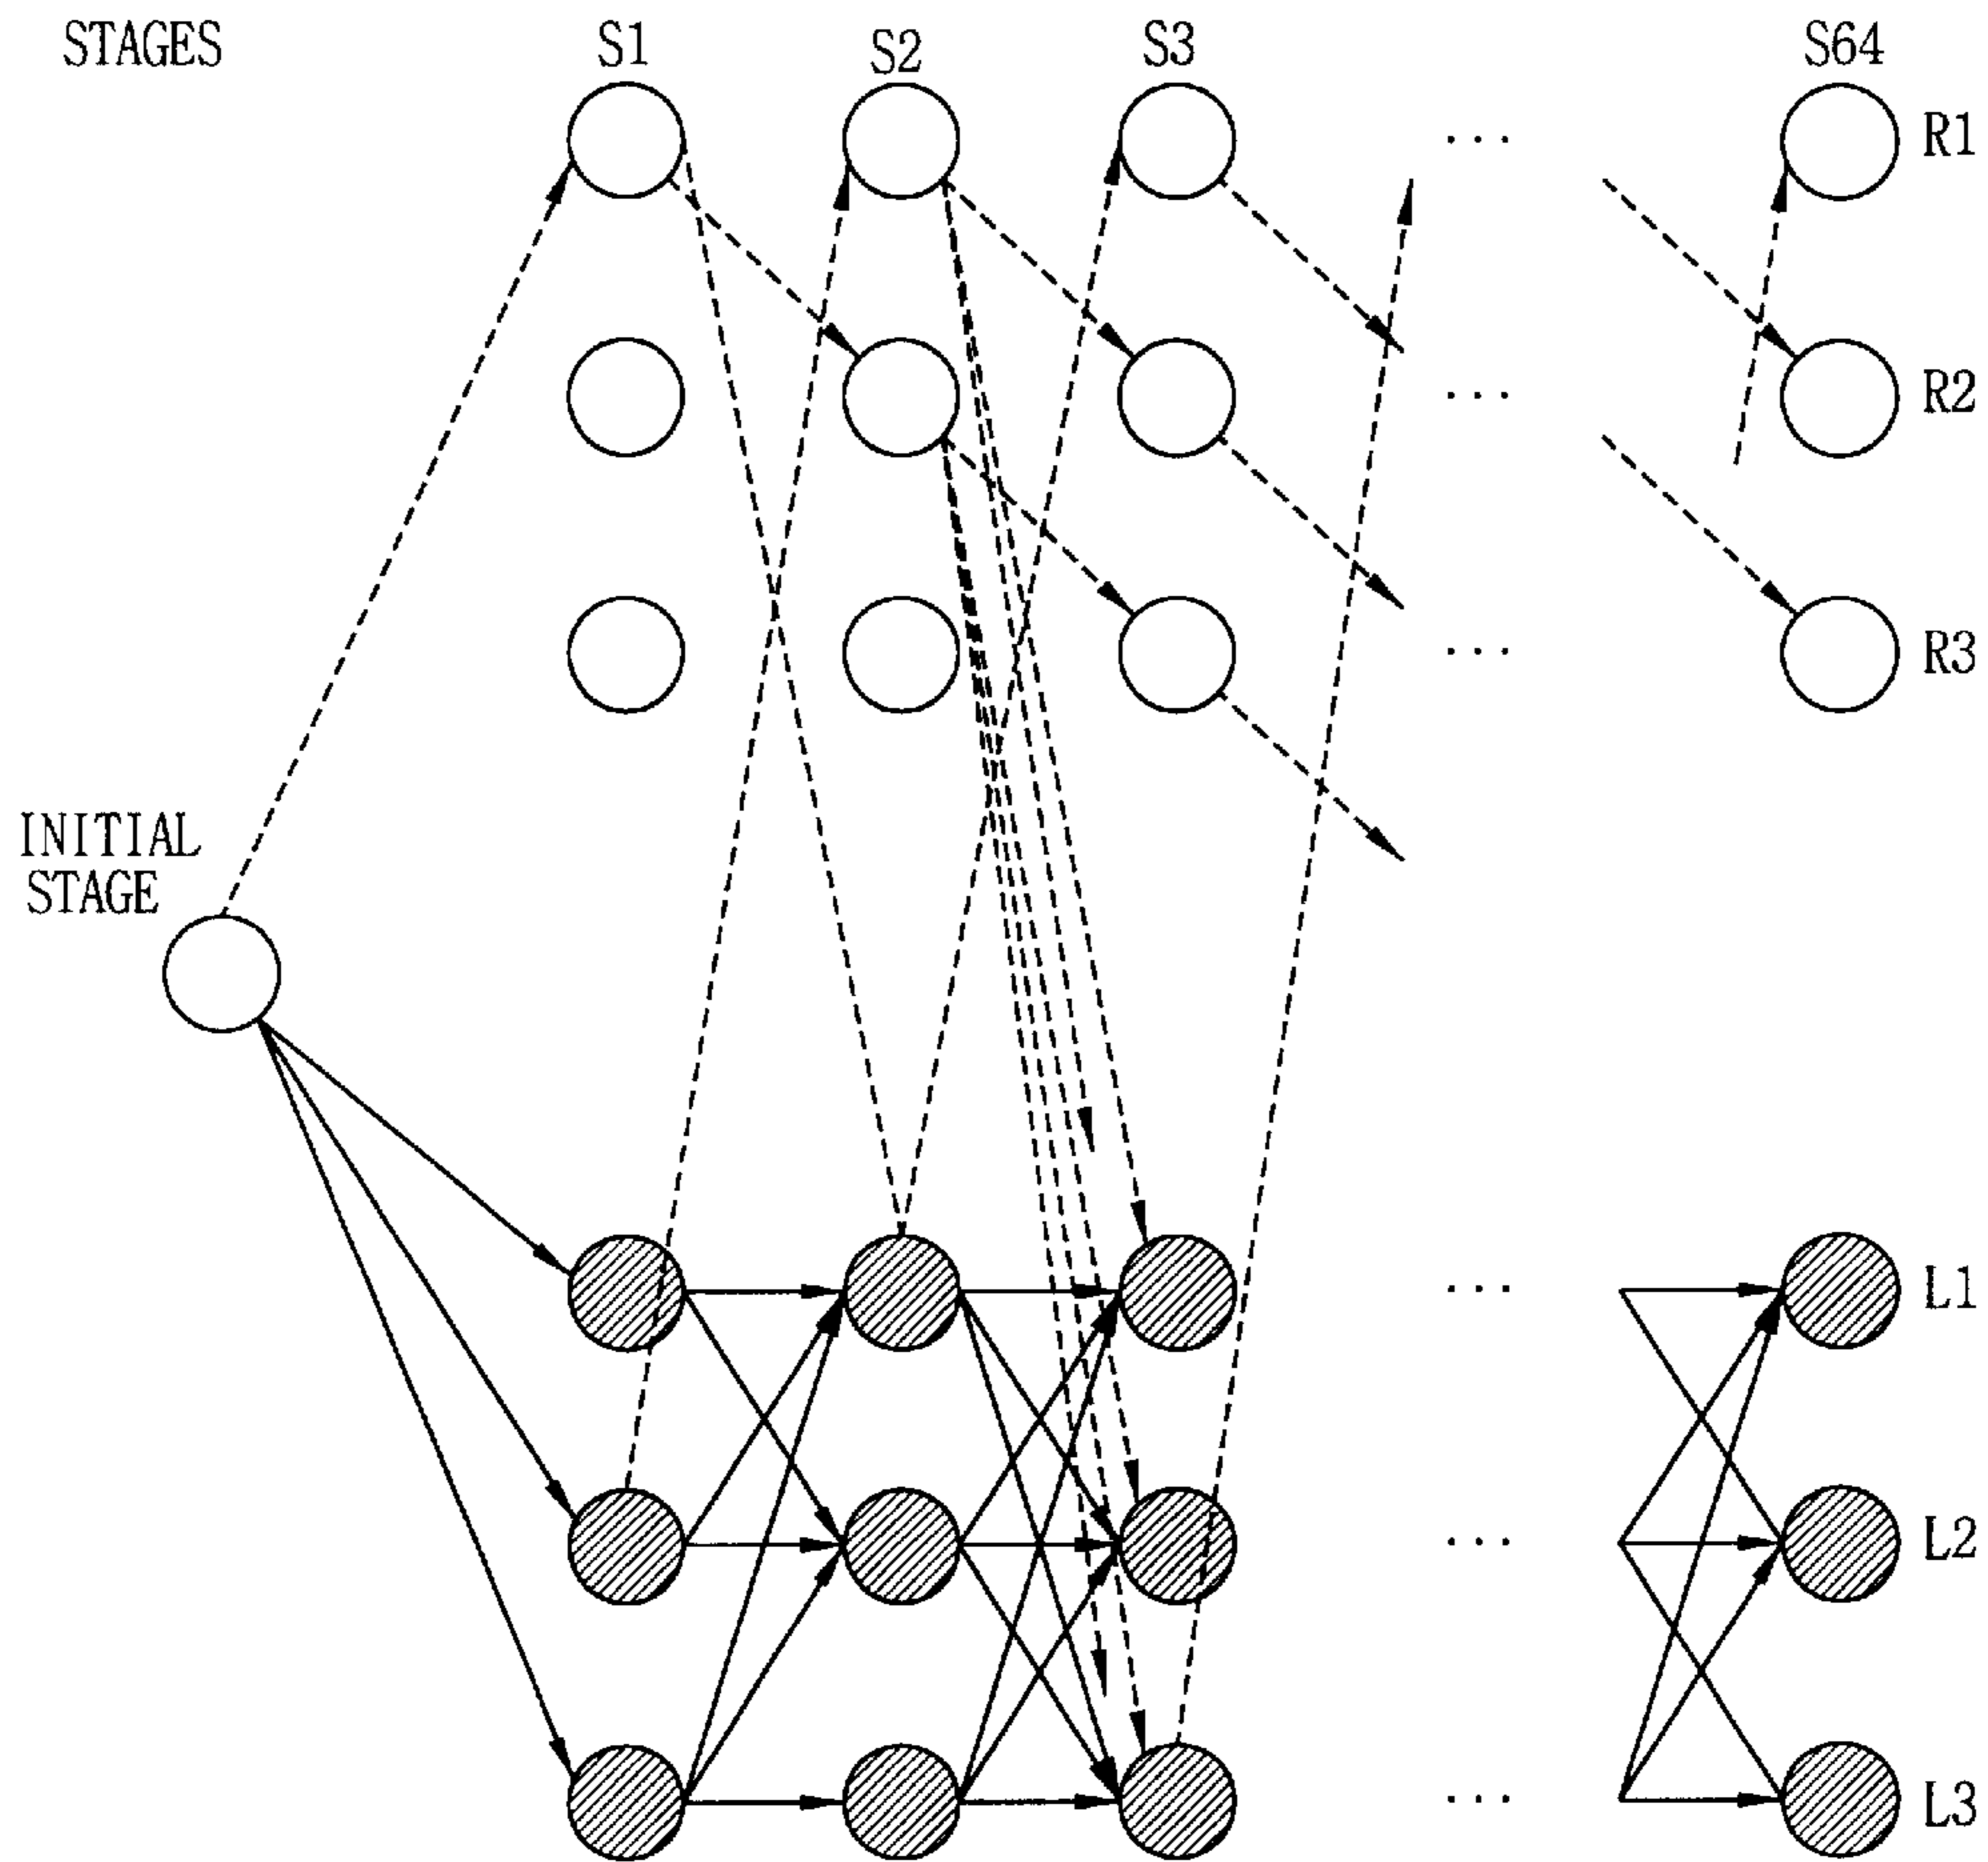 STAGES S1 S2 S3 S64
... R1
... R2
... R3
INITIAL
STAGE
... L1
... L2
... L3